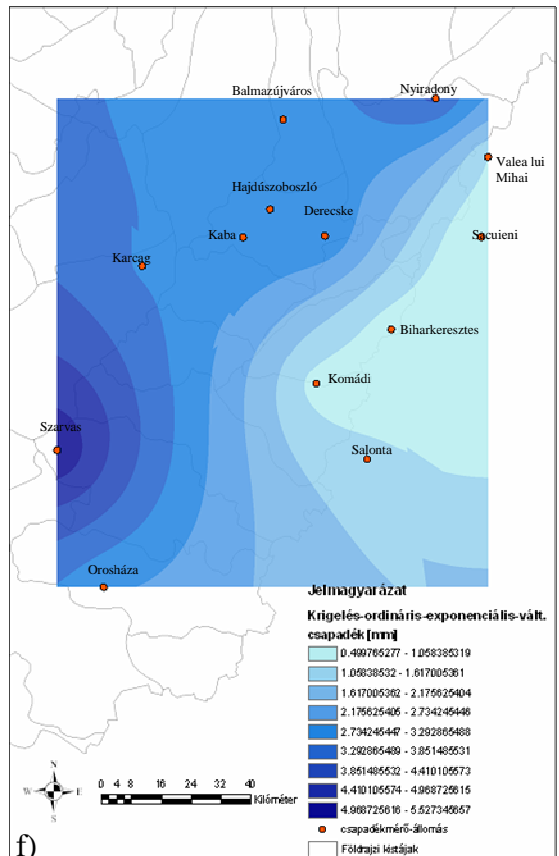 Nyiradony
Balmazújváros
Valea lui
Mihai
Hajdúszoboszló
Derecske
Kaba
Sacuieni
Karcag
Biharkeresztes
Komádi
Szarvas
Salonta
Orosháza
Jelmagyarázat
Krigelés-ordináris-exponenciális-vált.
csapadék [mm]
0.499765277 - 1.058385319
1.05838532 - 1.617005361
1.617005362 - 2.175625404
2.175625405 - 2.734245446
2.734245447 - 3.292865488
3.292865489 - 3.851485531
3.851485532 - 4.410105573
4.410105574 - 4.968725615
4.968725616 - 5.527345657
csapadékmérő-állomás
Földrajzi kistájak
N
W E
S
0 4 8 16 24 32 40
Kilométer
f)